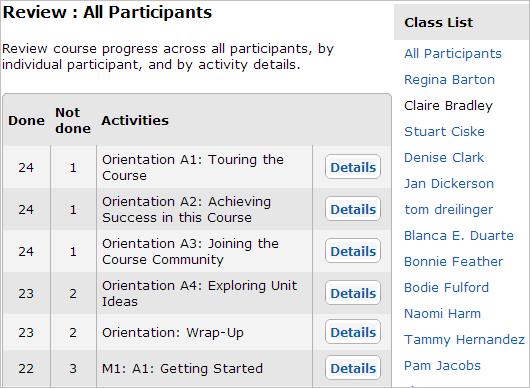 Review : All Participants
Review course progress across all participants, by
individual participant, and by activity details.
Done Not done Activities
24 1 Orientation A1: Touring the
Course Details
24 1 Orientation A2: Achieving
Success in this Course Details
24 1 Orientation A3: Joining the
Course Community Details
23 2 Orientation A4: Exploring Unit
Ideas Details
23 2 Orientation: Wrap-Up Details
22 3 M1: A1: Getting Started Details
Class List
All Participants
Regina Barton
Claire Bradley
Stuart Ciske
Denise Clark
Jan Dickerson
tom dreilinger
Blanca E. Duarte
Bonnie Feather
Bodie Fulford
Naomi Harm
Tammy Hernandez
Pam Jacobs